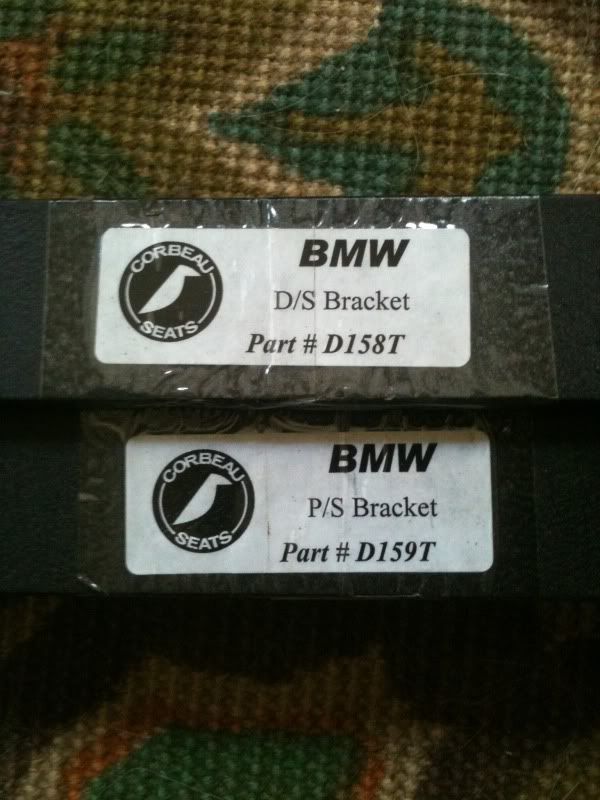 CORBEAU
SEATS
BMW
D/S Bracket
Part # D158T
CORBEAU
SEATS
BMW
P/S Bracket
Part # D159T